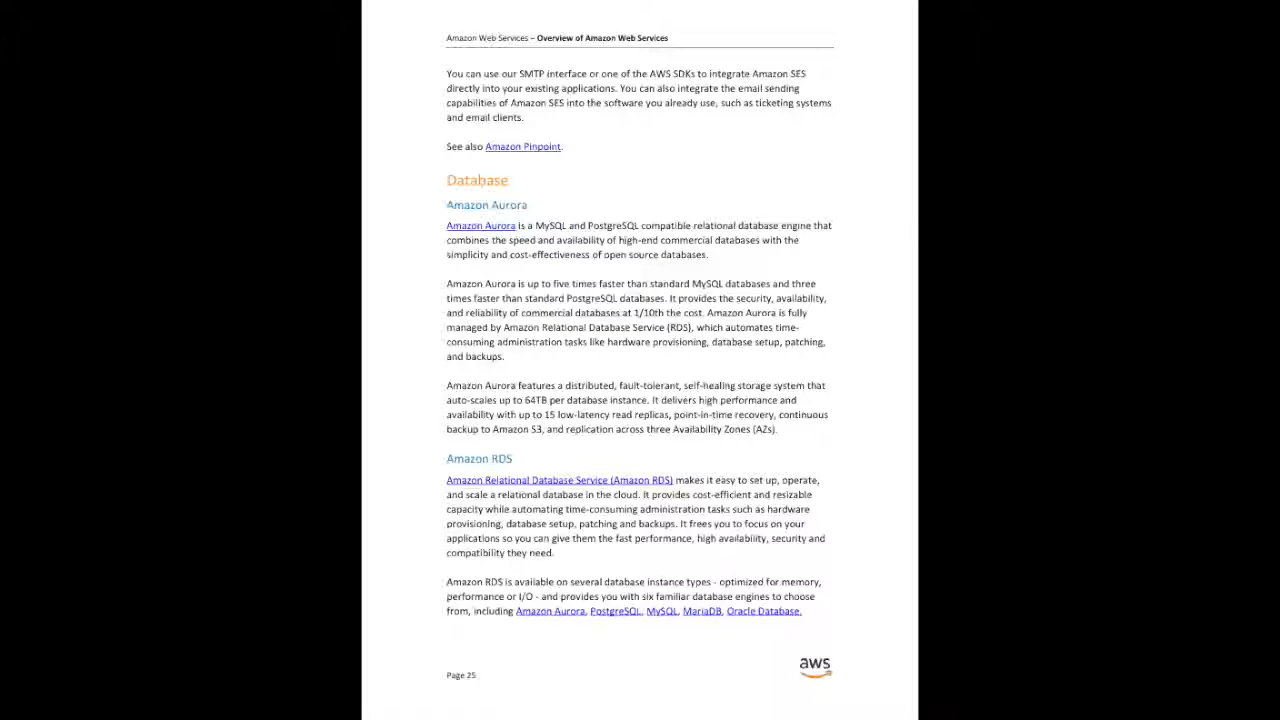 Amazon Web Services – Overview of Amazon Web Services
You can use our SMTP interface or one of the AWS SDKs to integrate Amazon SES
directly into your existing applications. You can also integrate the email sending
capabilities of Amazon SES into the software you already use, such as ticketing systems
and email clients.
See also Amazon Pinpoint.
Database
Amazon Aurora
Amazon Aurora is a MySQL and PostgreSQL compatible relational database engine that
combines the speed and availability of high-end commercial databases with the
simplicity and cost-effectiveness of open source databases.
Amazon Aurora is up to five times faster than standard MySQL databases and three
times faster than standard PostgreSQL databases. It provides the security, availability,
and reliability of commercial databases at 1/10th the cost. Amazon Aurora is fully
managed by Amazon Relational Database Service (RDS), which automates time-
consuming administration tasks like hardware provisioning, database setup, patching,
and backups.
Amazon Aurora features a distributed, fault-tolerant, self-healing storage system that
auto-scales up to 64TB per database instance. It delivers high performance and
availability with up to 15 low-latency read replicas, point-in-time recovery, continuous
backup to Amazon S3, and replication across three Availability Zones (AZs).
Amazon RDS
Amazon Relational Database Service (Amazon RDS) makes it easy to set up, operate,
and scale a relational database in the cloud. It provides cost-efficient and resizable
capacity while automating time-consuming administration tasks such as hardware
provisioning, database setup, patching and backups. It frees you to focus on your
applications so you can give them the fast performance, high availability, security and
compatibility they need.
Amazon RDS is available on several database instance types - optimized for memory,
performance or I/O - and provides you with six familiar database engines to choose
from, including Amazon Aurora, PostgreSQL, MySQL, MariaDB, Oracle Database,
aws
Page 25